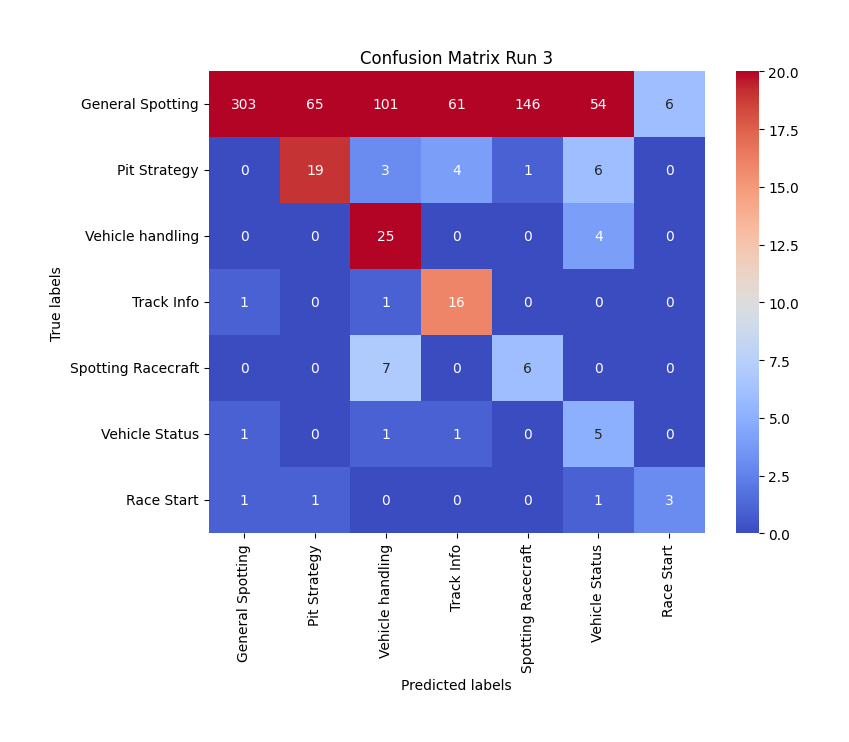 Confusion Matrix Run 3
General Spotting 303 65 101 61 146 54 6
Pit Strategy 0 19 3 4 1 6 0
Vehicle handling 0 0 25 0 0 4 0
Track Info 1 0 1 16 0 0 0
Spotting Racecraft 0 0 7 0 6 0 0
Vehicle Status 1 0 1 1 0 5 0
Race Start 1 1 0 0 0 1 3
True labels
General Spotting
Pit Strategy
Vehicle handling
Track Info
Spotting Racecraft
Vehicle Status
Race Start
Predicted labels
20.0
17.5
15.0
12.5
10.0
7.5
5.0
2.5
0.0